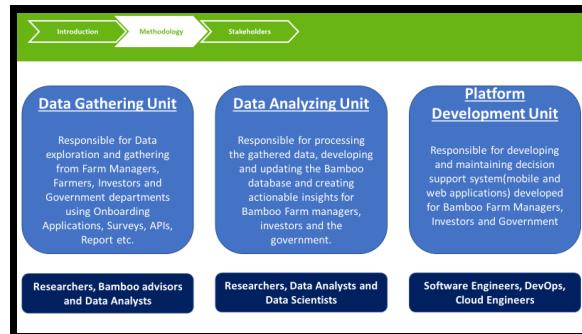 Introduction
Methodology
Stakeholders
Data Gathering Unit
Responsible for Data
exploration and gathering
from Farm Managers,
Farmers, Investors and
Government departments
using Onboarding
Applications, Surveys, APIs,
Report etc.
Researchers, Bamboo advisors
and Data Analysts
Data Analyzing Unit
Responsible for processing
the gathered data, developing
and updating the Bamboo
database and creating
actionable insights for
Bamboo Farm managers,
investors and the
government.
Researchers, Data Analysts and
Data Scientists
Platform
Development Unit
Responsible for developing
and maintaining decision
support system(mobile and
web applications) developed
for Bamboo Farm Managers,
Investors and Government
Software Engineers, DevOps,
Cloud Engineers